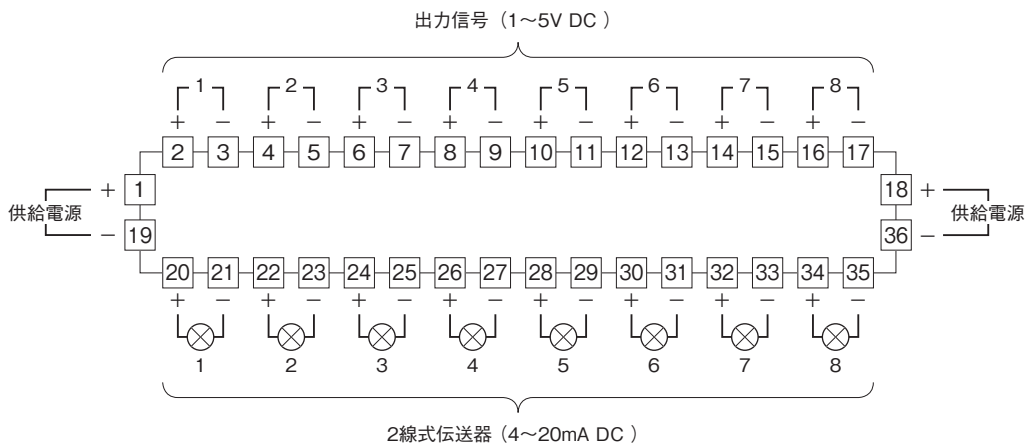 出力信号（1～5V DC ）
1 2 3 4 5 6 7 8
+ − + − + − + − + − + − + − + −
2 3 4 5 6 7 8 9 10 11 12 13 14 15 16 17
+ 1 18 +
供給電源 供給電源
− 19 36 −
20 21 22 23 24 25 26 27 28 29 30 31 32 33 34 35
+ − + − + − + − + − + − + − + −
1 2 3 4 5 6 7 8
2線式伝送器（4～20mA DC ）